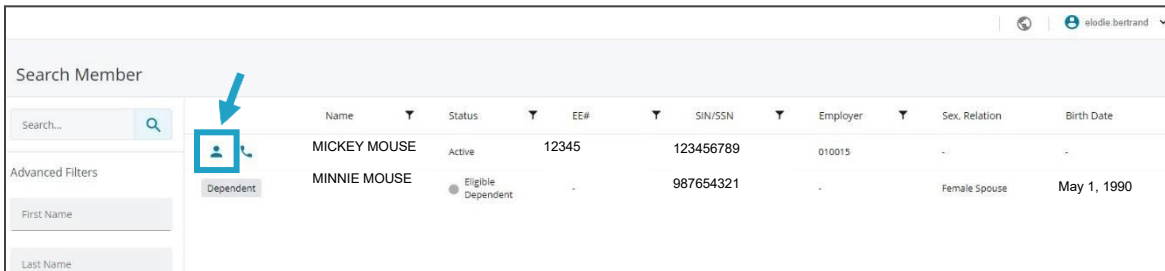 elodie.bertrand
Search Member
Search...
Name Status EE# SIN/SSN Employer Sex, Relation Birth Date
MICKEY MOUSE Active 12345 123456789 010015 - -
Advanced Filters
Dependent MINNIE MOUSE Eligible Dependent - 987654321 - Female Spouse May 1, 1990
First Name
Last Name